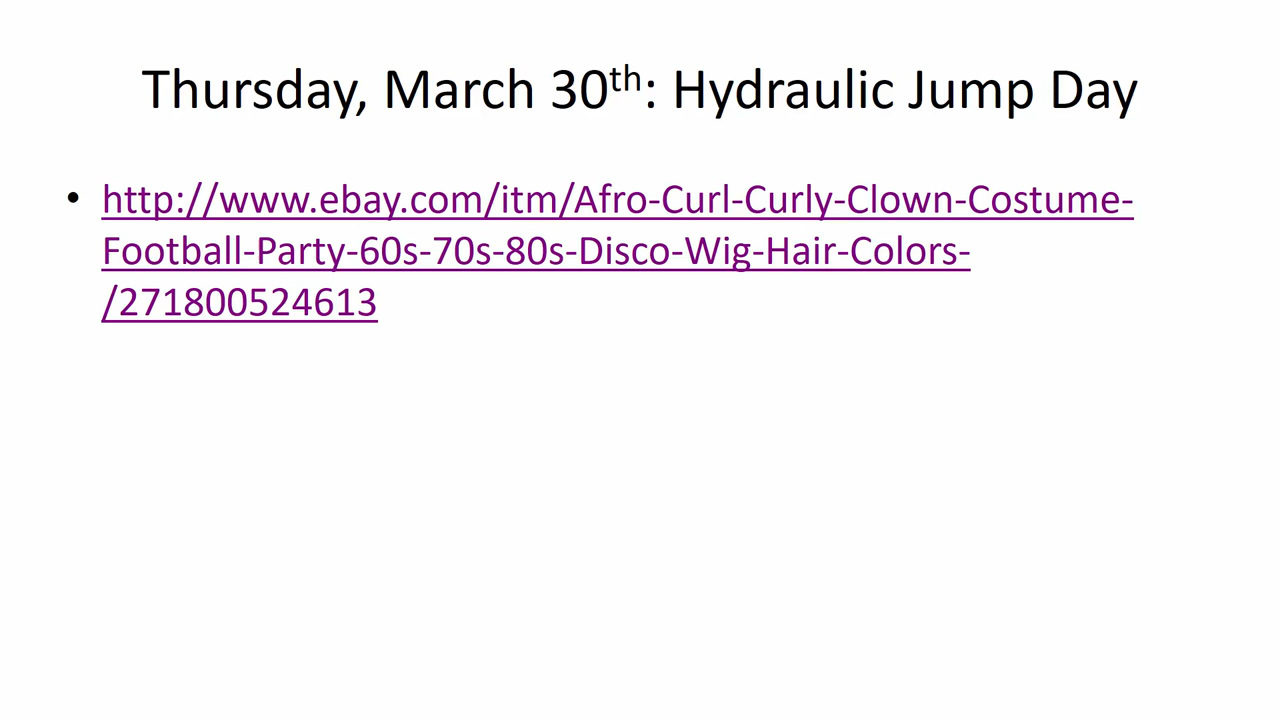 Thursday, March 30th: Hydraulic Jump Day
• http://www.ebay.com/itm/Afro-Curl-Curly-Clown-Costume-
Football-Party-60s-70s-80s-Disco-Wig-Hair-Colors-
/271800524613